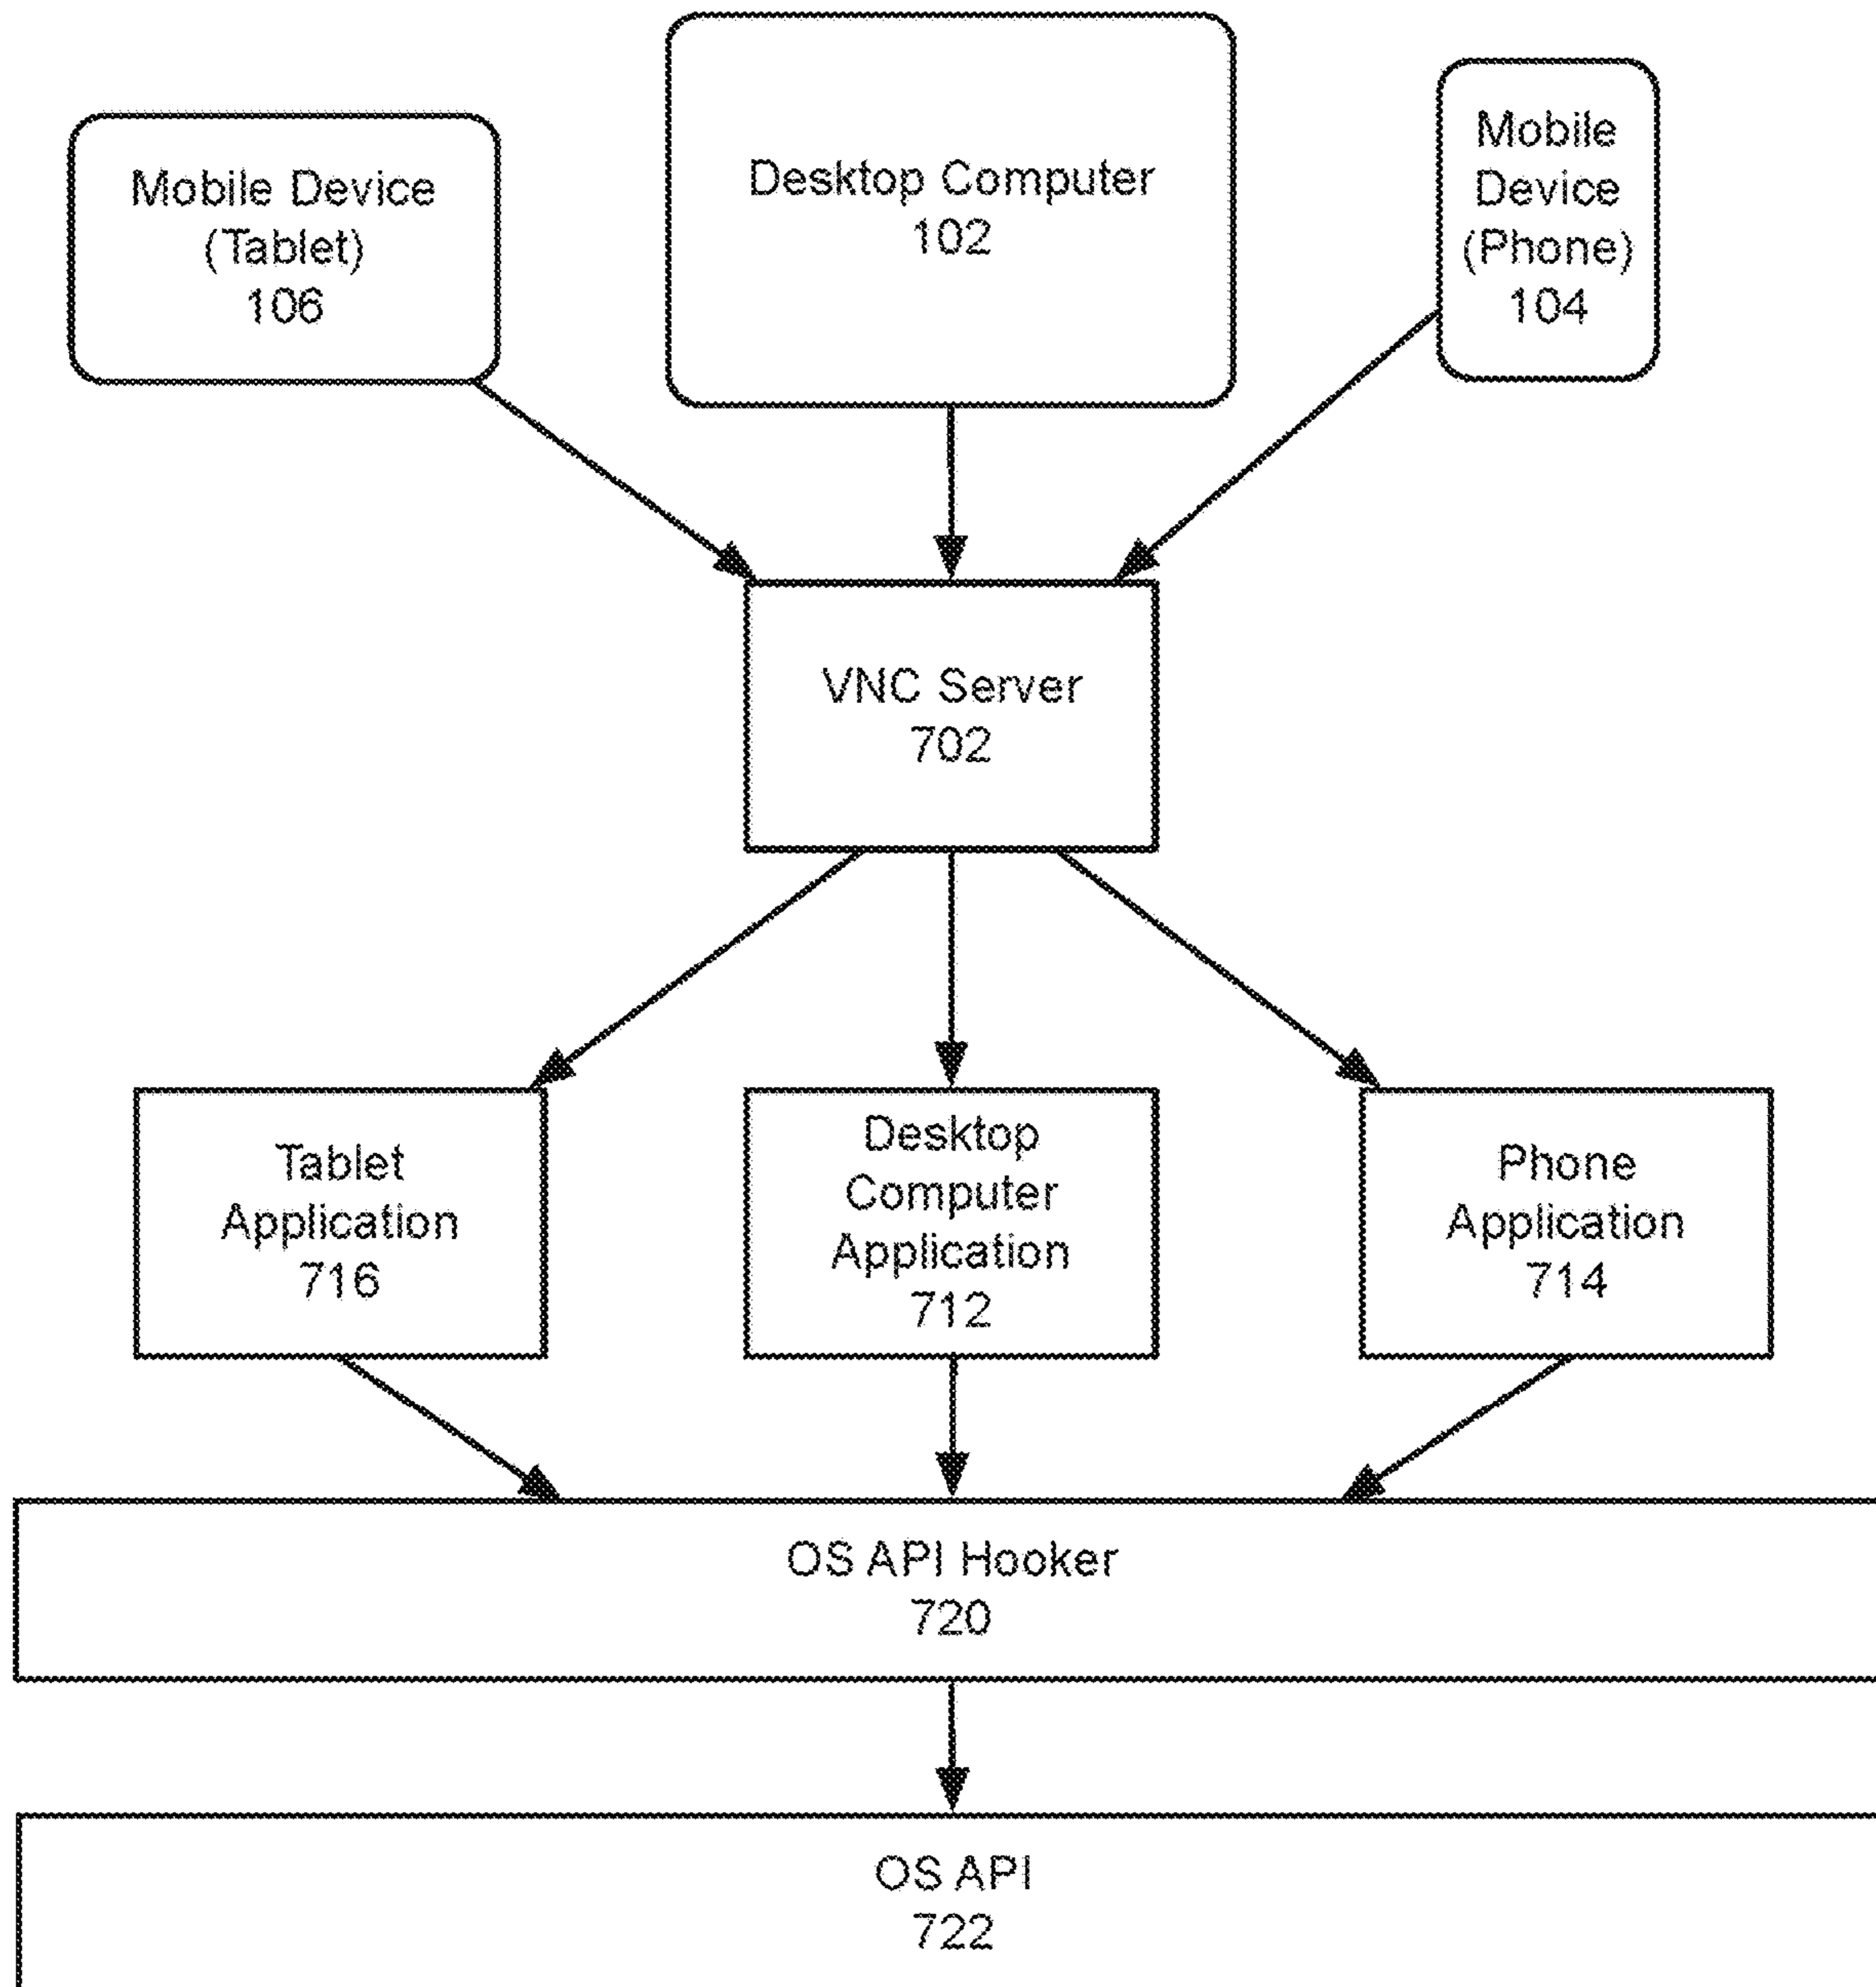 Mobile Device
(Tablet)
106
Desktop Computer
102
Mobile
Device
(Phone)
104
VNC Server
702
Tablet
Application
716
Desktop
Computer
Application
712
Phone
Application
714
OS API Hooker
720
OS API
722